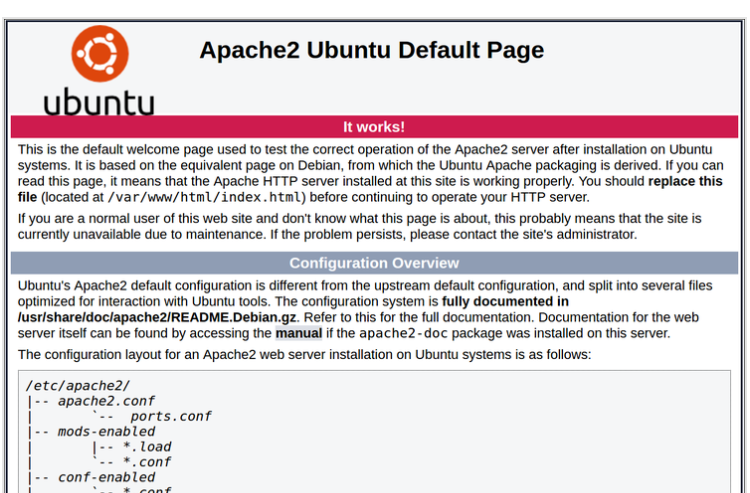 ubuntu
Apache2 Ubuntu Default Page
It works!
This is the default welcome page used to test the correct operation of the Apache2 server after installation on Ubuntu
systems. It is based on the equivalent page on Debian, from which the Ubuntu Apache packaging is derived. If you can
read this page, it means that the Apache HTTP server installed at this site is working properly. You should replace this
file (located at /var/www/html/index.html) before continuing to operate your HTTP server.
If you are a normal user of this web site and don't know what this page is about, this probably means that the site is
currently unavailable due to maintenance. If the problem persists, please contact the site's administrator.
Configuration Overview
Ubuntu's Apache2 default configuration is different from the upstream default configuration, and split into several files
optimized for interaction with Ubuntu tools. The configuration system is fully documented in
/usr/share/doc/apache2/README.Debian.gz. Refer to this for the full documentation. Documentation for the web
server itself can be found by accessing the manual if the apache2-doc package was installed on this server.
The configuration layout for an Apache2 web server installation on Ubuntu systems is as follows:
/etc/apache2/
|-- apache2.conf
|       `--  ports.conf
|-- mods-enabled
|       |-- *.load
|       `-- *.conf
|-- conf-enabled
|       `-- *.conf